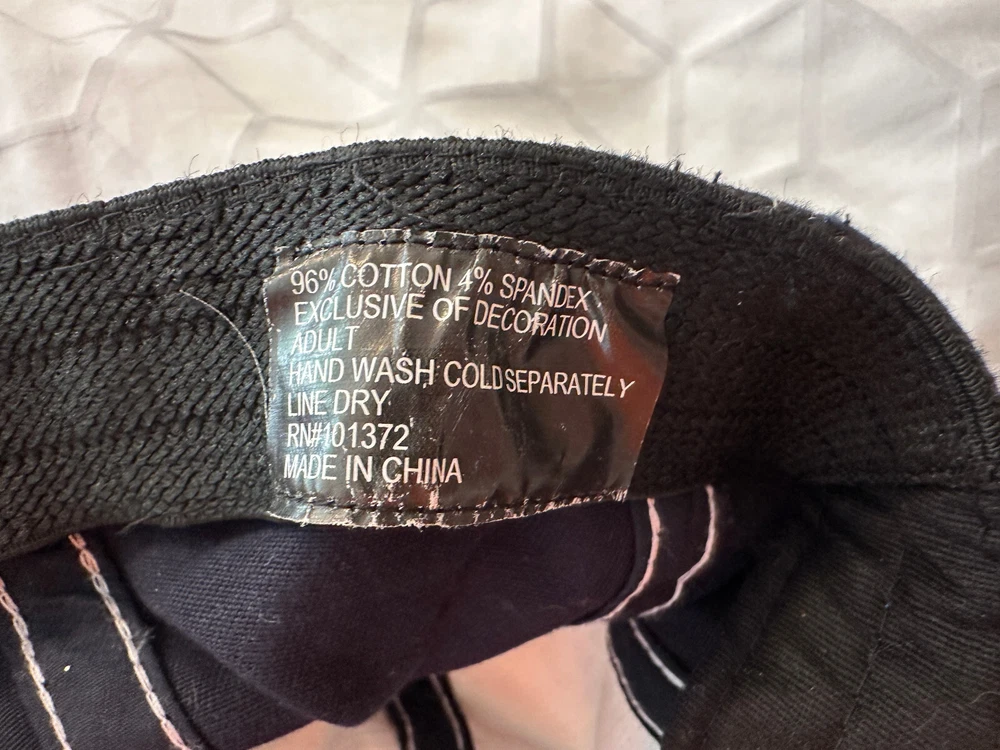 96% COTTON 4% SPANDEX
EXCLUSIVE OF DECORATION
ADULT
HAND WASH COLD SEPARATELY
LINE DRY
RN#101372
MADE IN CHINA